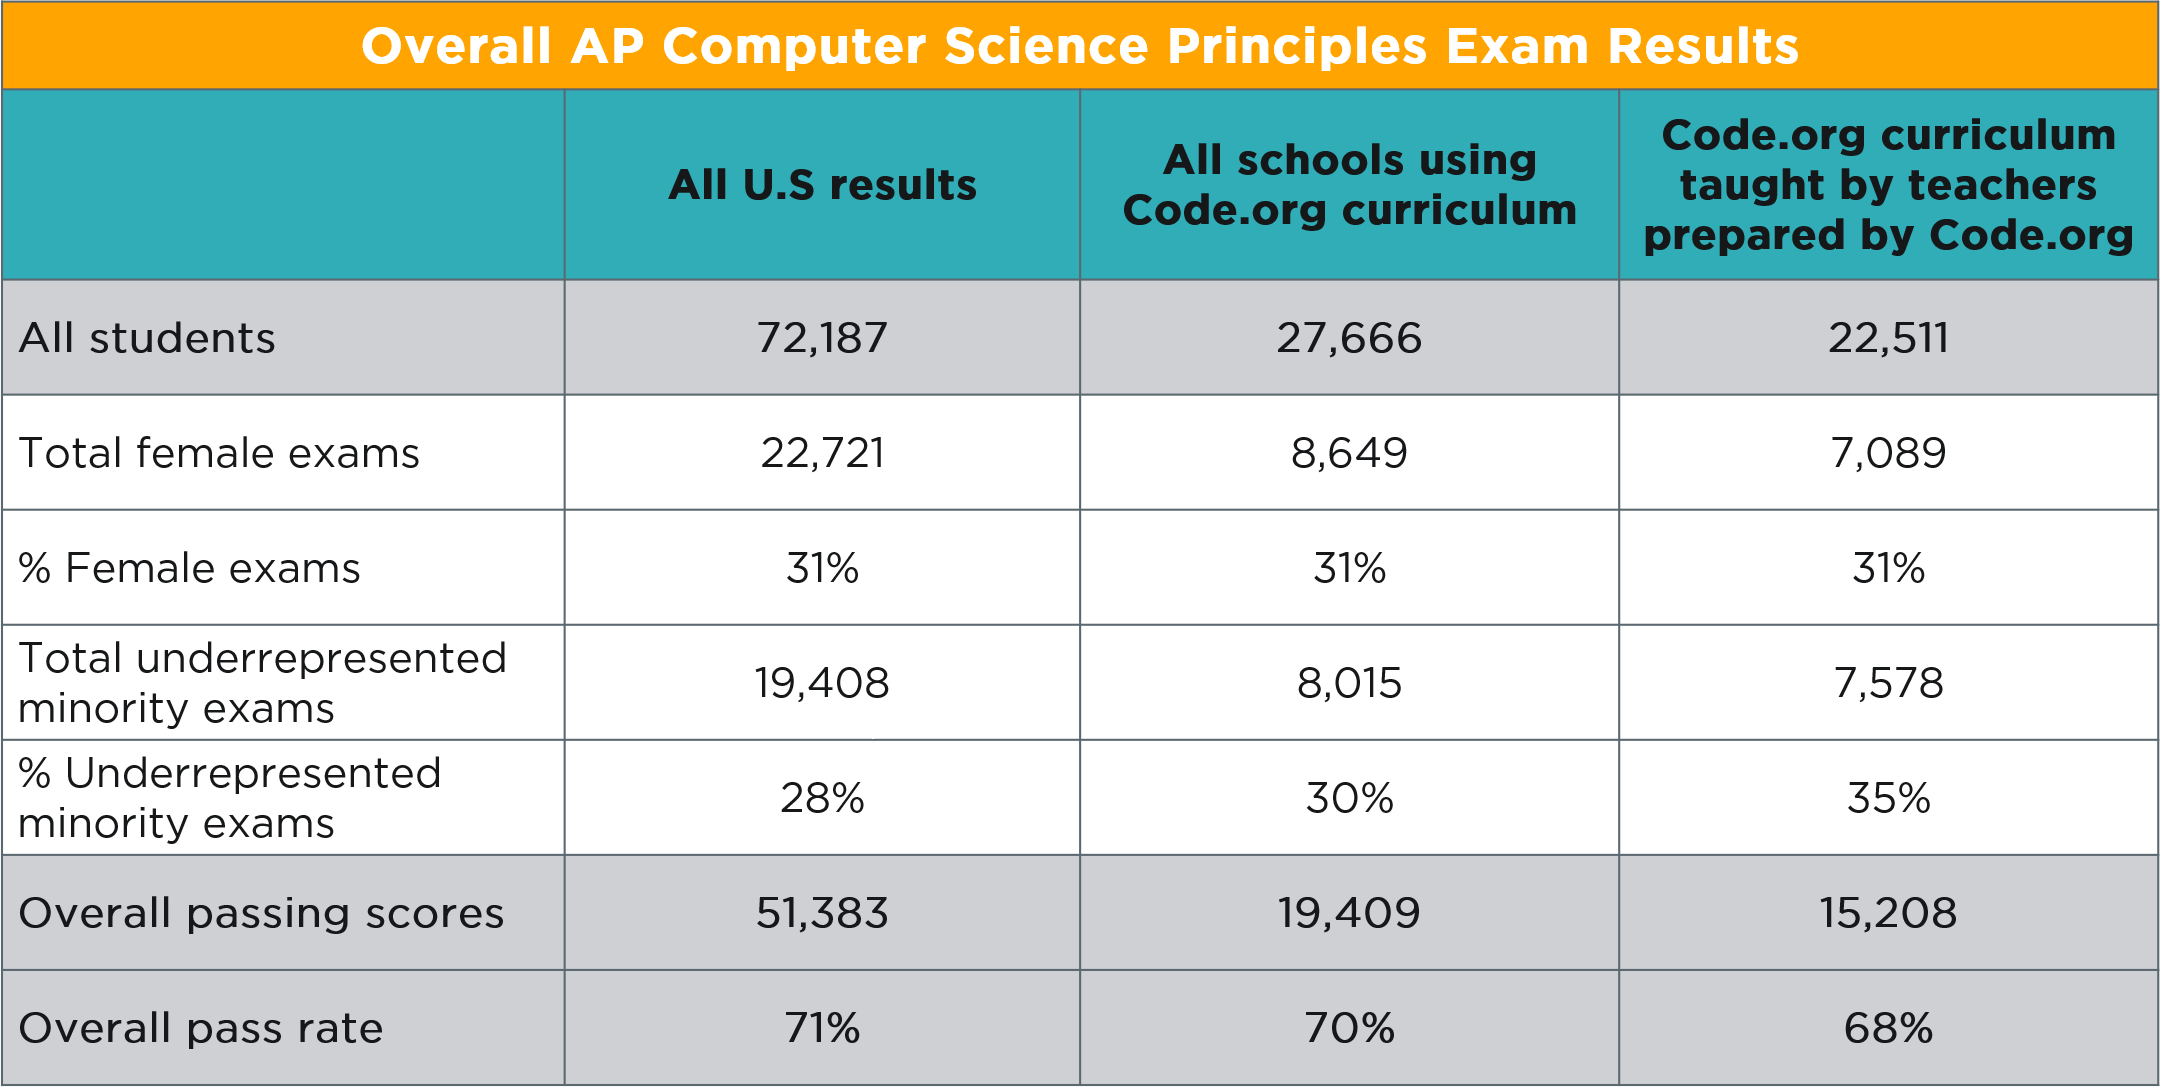 Overall AP Computer Science Principles Exam Results
All U.S results
All schools using
Code.org curriculum
Code.org curriculum
taught by teachers
prepared by Code.org
All students 72,187 27,666 22,511
Total female exams 22,721 8,649 7,089
% Female exams 31% 31% 31%
Total underrepresented
minority exams 19,408 8,015 7,578
% Underrepresented
minority exams 28% 30% 35%
Overall passing scores 51,383 19,409 15,208
Overall pass rate 71% 70% 68%